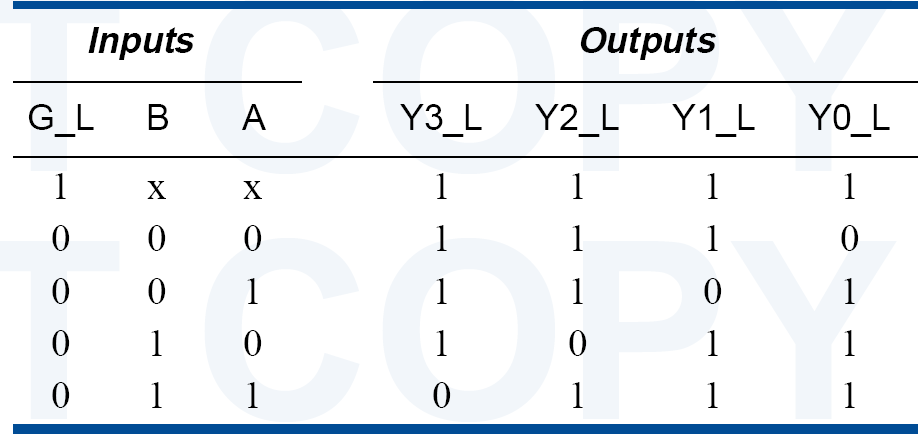 Inputs Outputs
G_L B A Y3_L Y2_L Y1_L Y0_L
1 x x 1 1 1 1
0 0 0 1 1 1 0
0 0 1 1 1 0 1
0 1 0 1 0 1 1
0 1 1 0 1 1 1
T COPY
T COPY